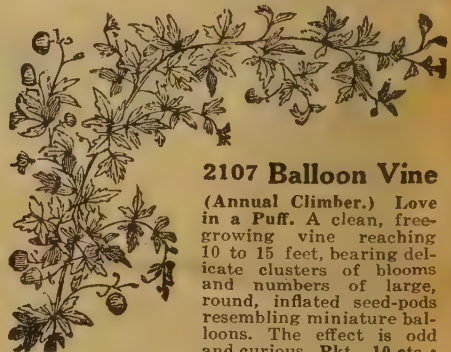 2107 Balloon Vine
(Annual Climber.) Love
in a Puff. A clean, free-
growing vine reaching
10 to 15 feet, bearing del-
icate clusters of blooms
and numbers of large,
round, inflated seed-pods
resembling miniature bal-
loons. The effect is odd
and curious. Pkt., 10 cts.;